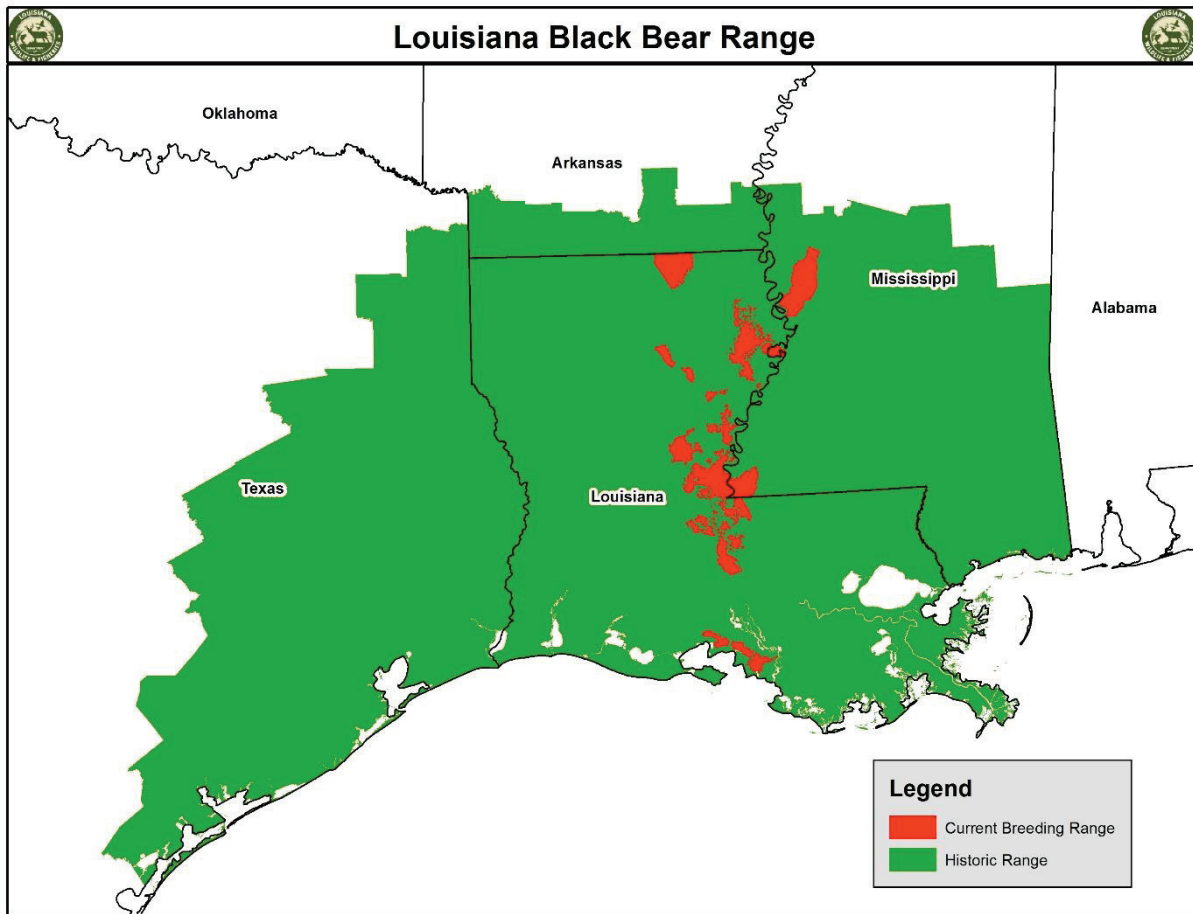 Louisiana Black Bear Range
Oklahoma
Arkansas
Mississippi
Alabama
Texas
Louisiana
Legend
Current Breeding Range
Historic Range